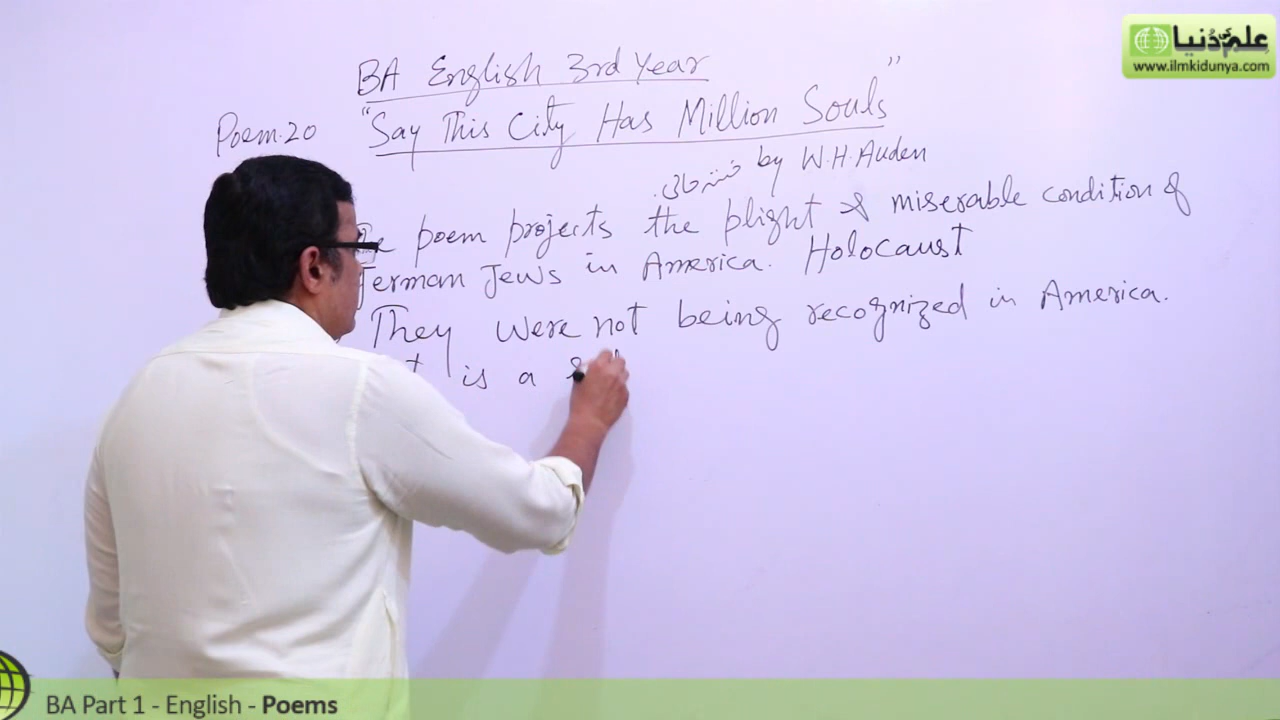 علم کی دُنیا
www.ilmkidunya.com
BA English 3rd Year
Poem.20 "Say This City Has Million Souls"
خستہ حالی by W.H.Auden
poem projects the plight & miserable condition of
German Jews in America. Holocaust
They were not being recognized in America.
is a
BA Part 1 - English - Poems